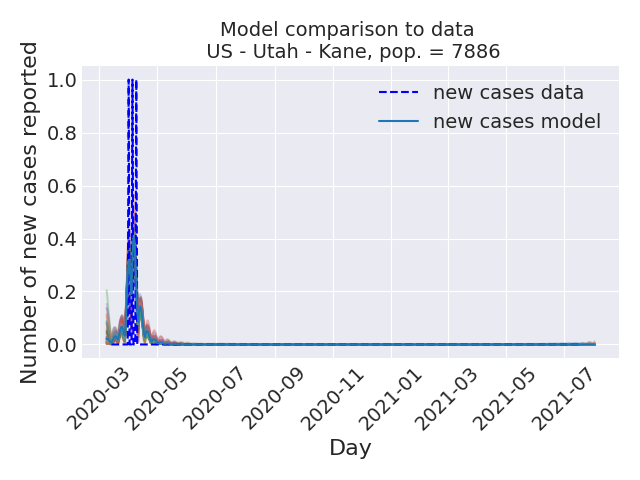 Model comparison to data
US - Utah - Kane, pop. = 7886
Number of new cases reported
1.0
0.8
0.6
0.4
0.2
0.0
new cases data
new cases model
2020-03
2020-05
2020-07
2020-09
2020-11
2021-01
2021-03
2021-05
2021-07
Day